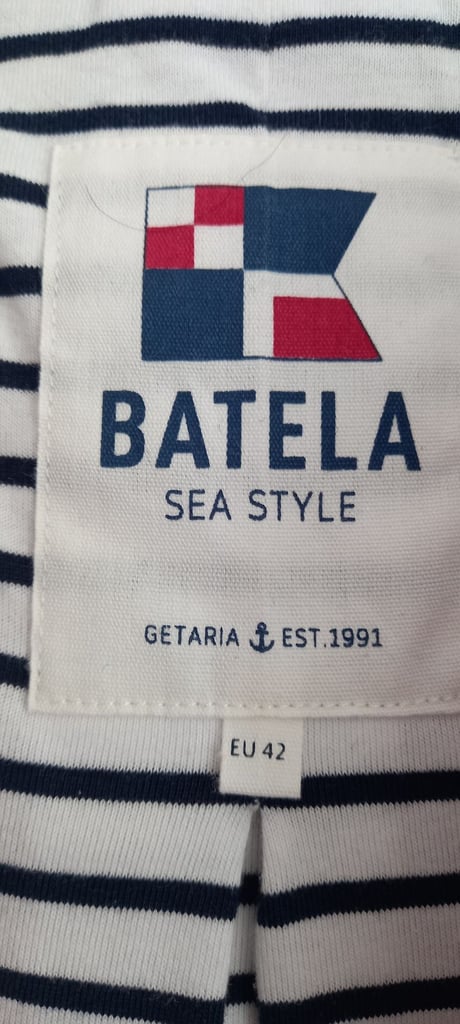 BATELA
SEA STYLE
GETARIA EST.1991
EU 42